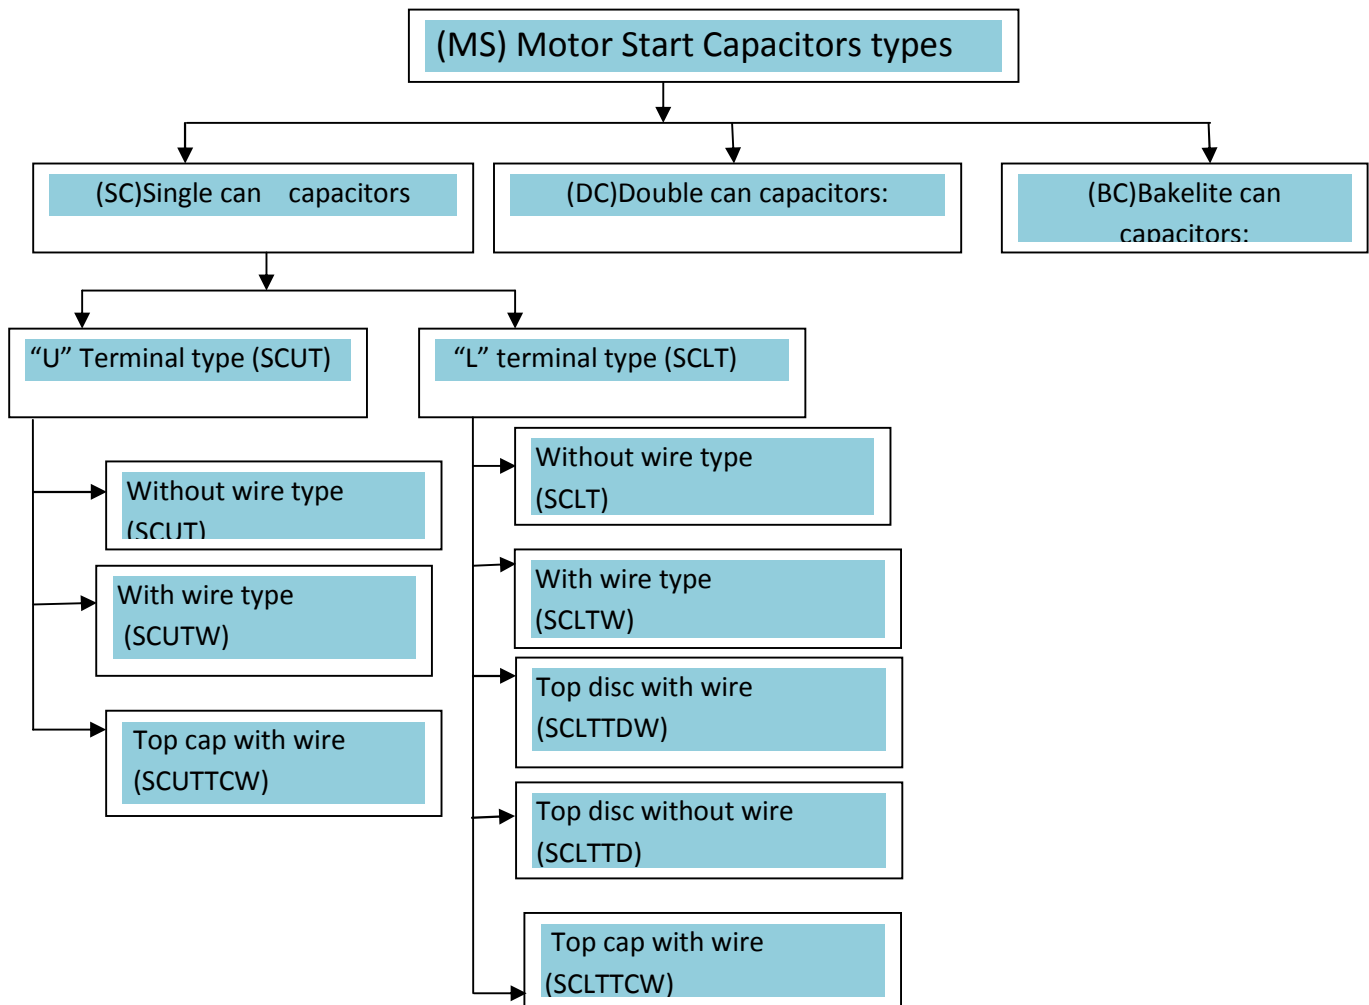 (MS) Motor Start Capacitors types
(SC)Single can capacitors
(DC)Double can capacitors:
(BC)Bakelite can
capacitors:
“U” Terminal type (SCUT)
“L” terminal type (SCLT)
Without wire type
(SCUT)
With wire type
(SCUTW)
Top cap with wire
(SCUTTCW)
Without wire type
(SCLT)
With wire type
(SCLTW)
Top disc with wire
(SCLTTDW)
Top disc without wire
(SCLTTD)
Top cap with wire
(SCLTTCW)